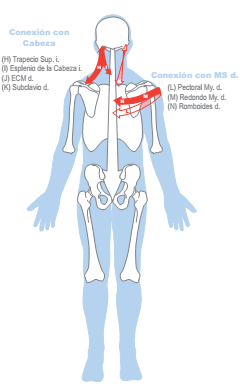 Conexión con
Cabeza
(H) Trapecio Sup. i.
(I) Esplenio de la Cabeza i.
(J) ECM d.
(K) Subclavio d.
Conexión con MS d.
(L) Pectoral My. d.
(M) Redondo My. d.
(N) Romboides d.